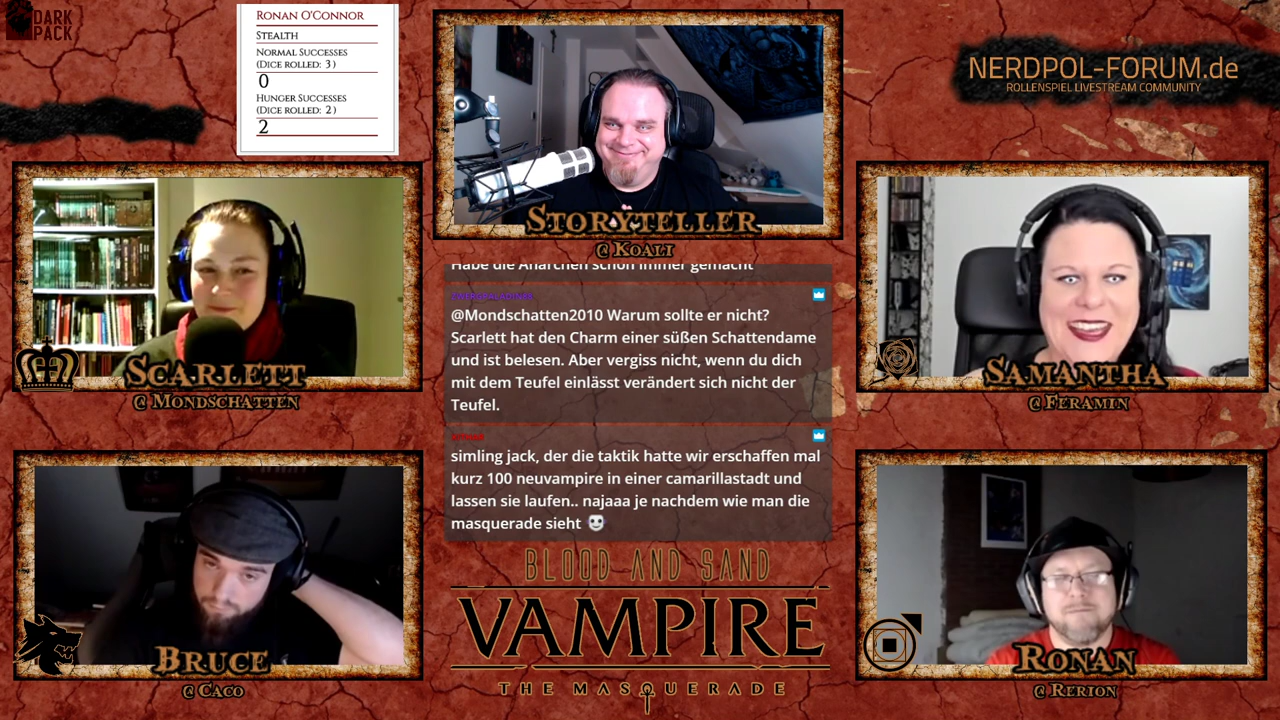 DARK
PACK
RONAN O'CONNOR
STEALTH
NORMAL SUCCESSES
(DICE ROLLED: 3)
0
HUNGER SUCCESSES
(DICE ROLLED: 2)
2
STORYTELLER
@ KOALI
NERDPOL-FORUM.de
ROLLENSPIEL LIVESTREAM COMMUNITY
SCARLETT
@ MONDSCHATTEN
SAMANTHA
@ FERAMIN
Habe die Anarchen schon immer gemacht
@Mondschatten2010 Warum sollte er nicht?
Scarlett hat den Charm einer süßen Schattendame
und ist belesen. Aber vergiss nicht, wenn du dich
mit dem Teufel einlässt verändert sich nicht der
Teufel.
simling jack, der die taktik hatte wir erschaffen mal
kurz 100 neuvampire in einer camarillastadt und
lassen sie laufen.. najaaa je nachdem wie man die
masquerade sieht
BRUCE
@ CACO
BLOOD AND SAND
VAMPIRE
THE MASQUERADE
RONAN
@ RERION